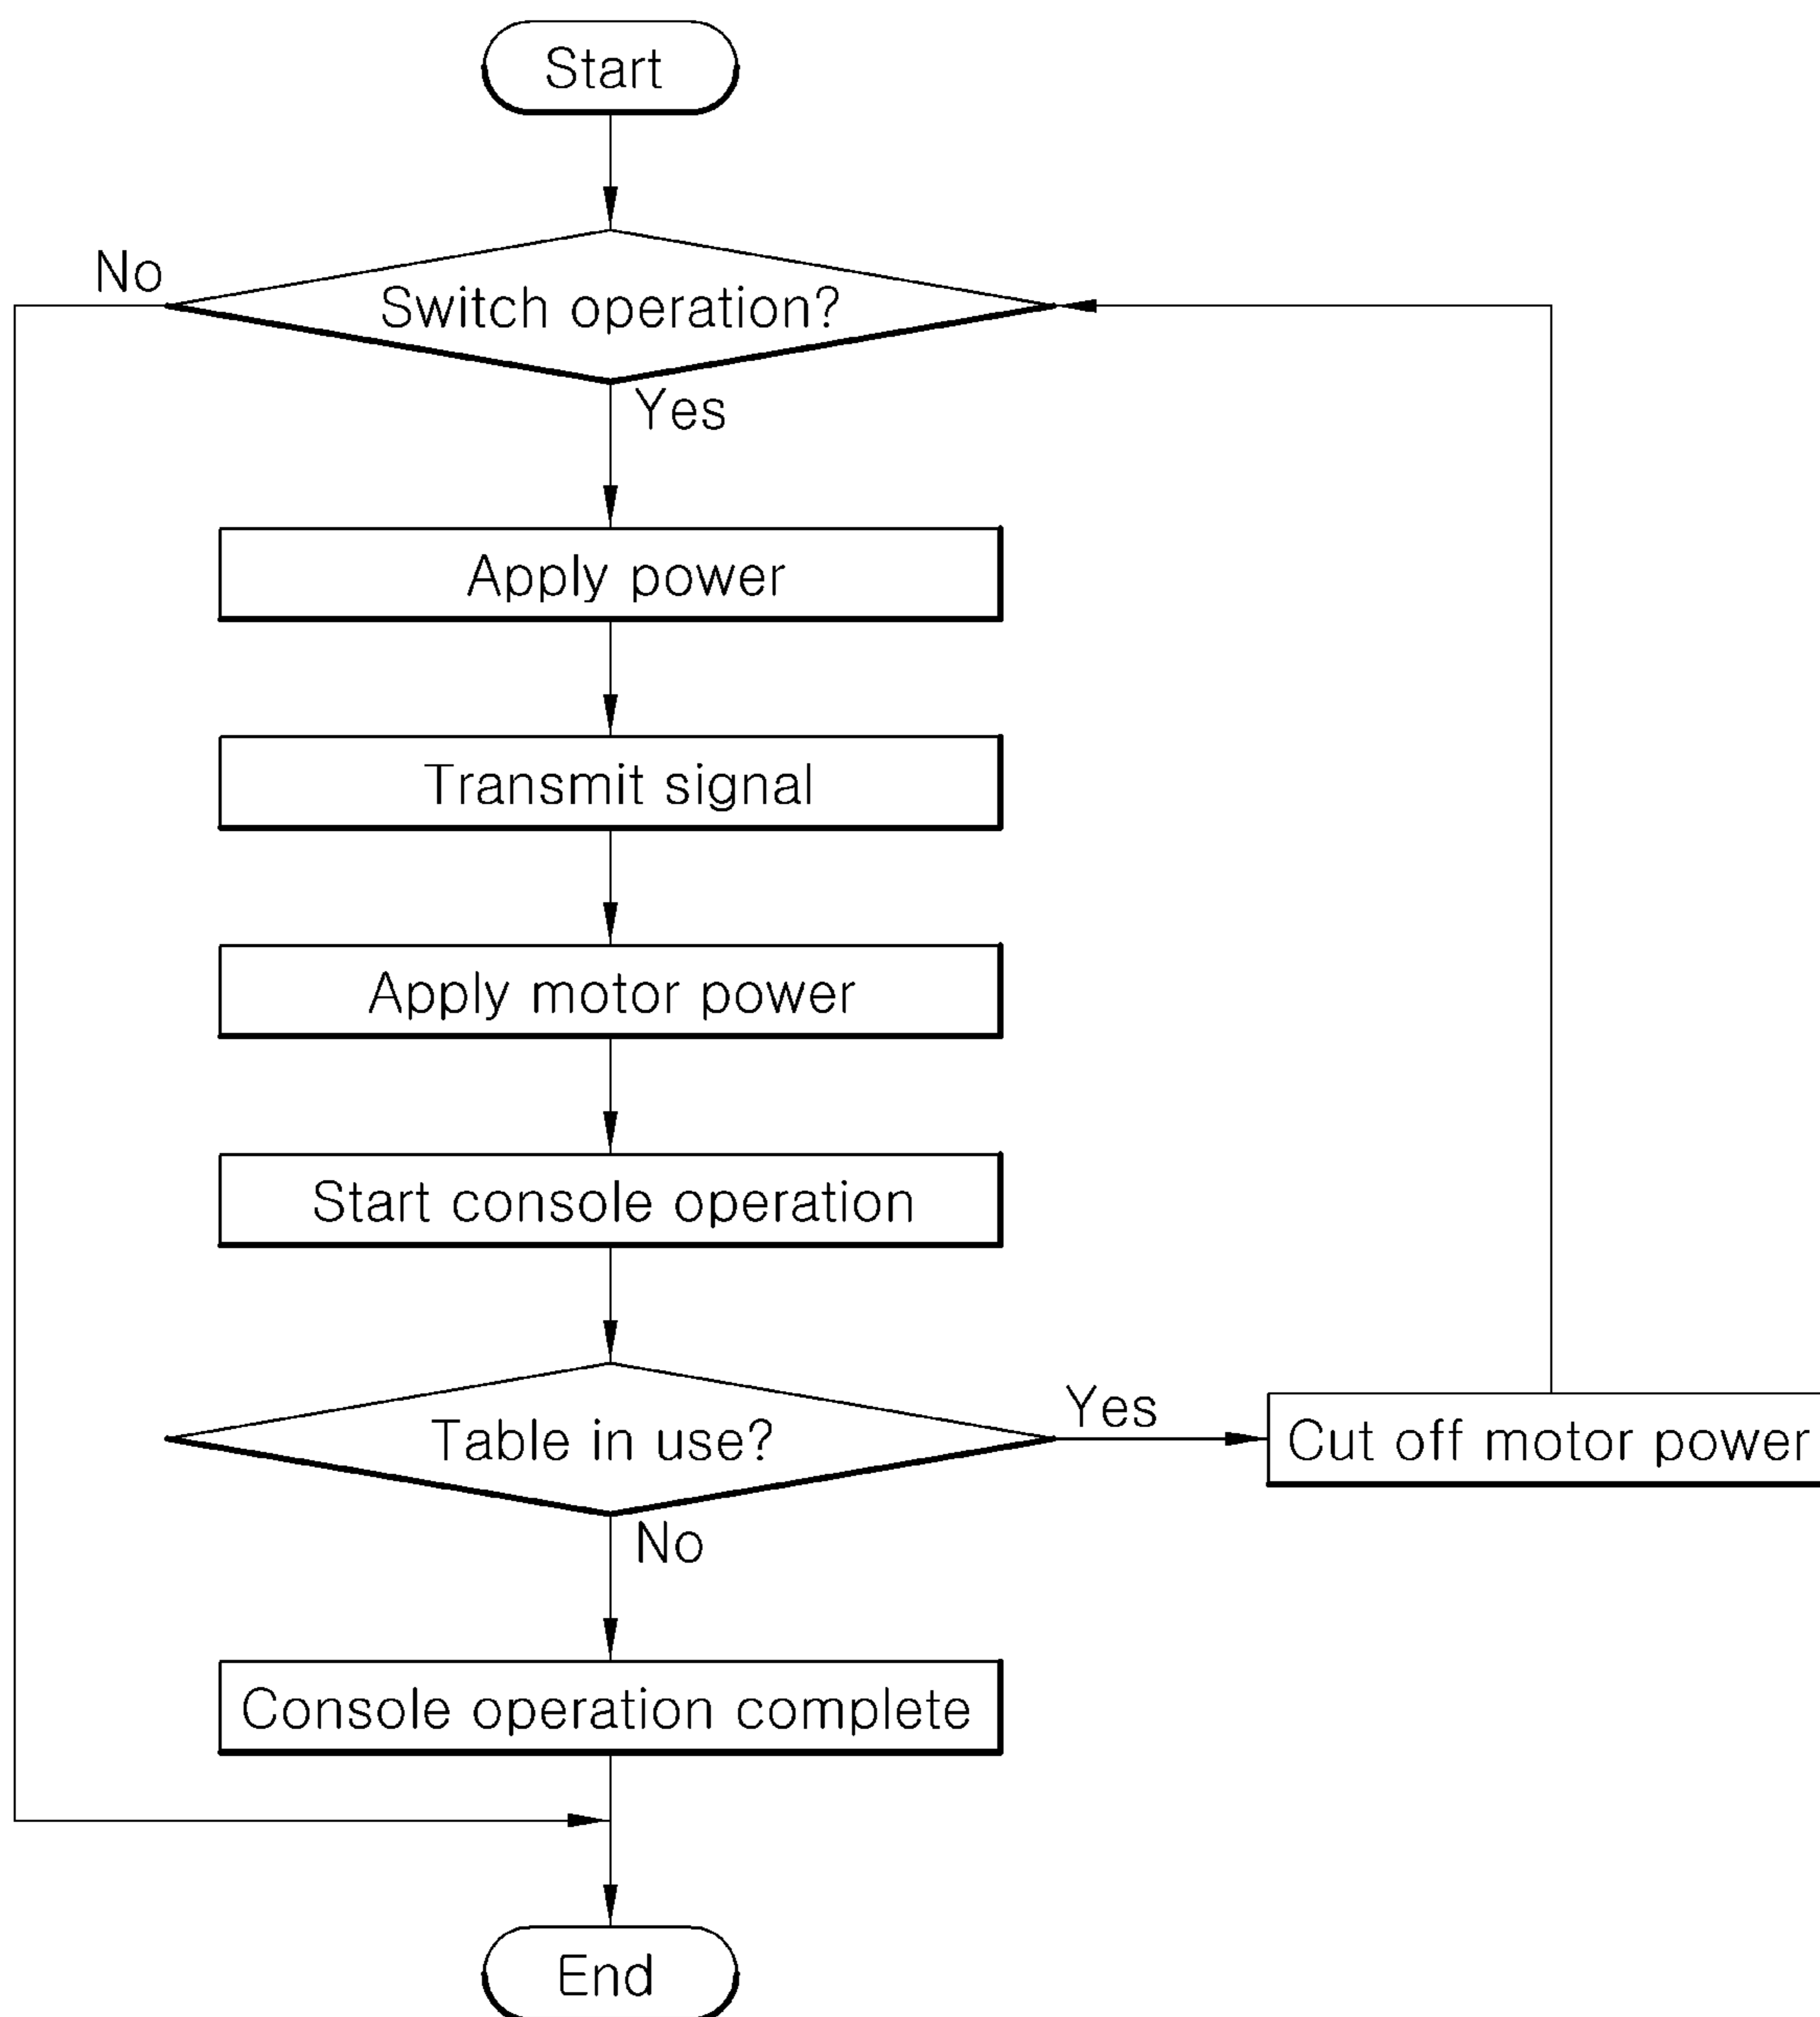 Start
No
Switch operation?
Yes
Apply power
Transmit signal
Apply motor power
Start console operation
Table in use?
Yes
Cut off motor power
No
Console operation complete
End